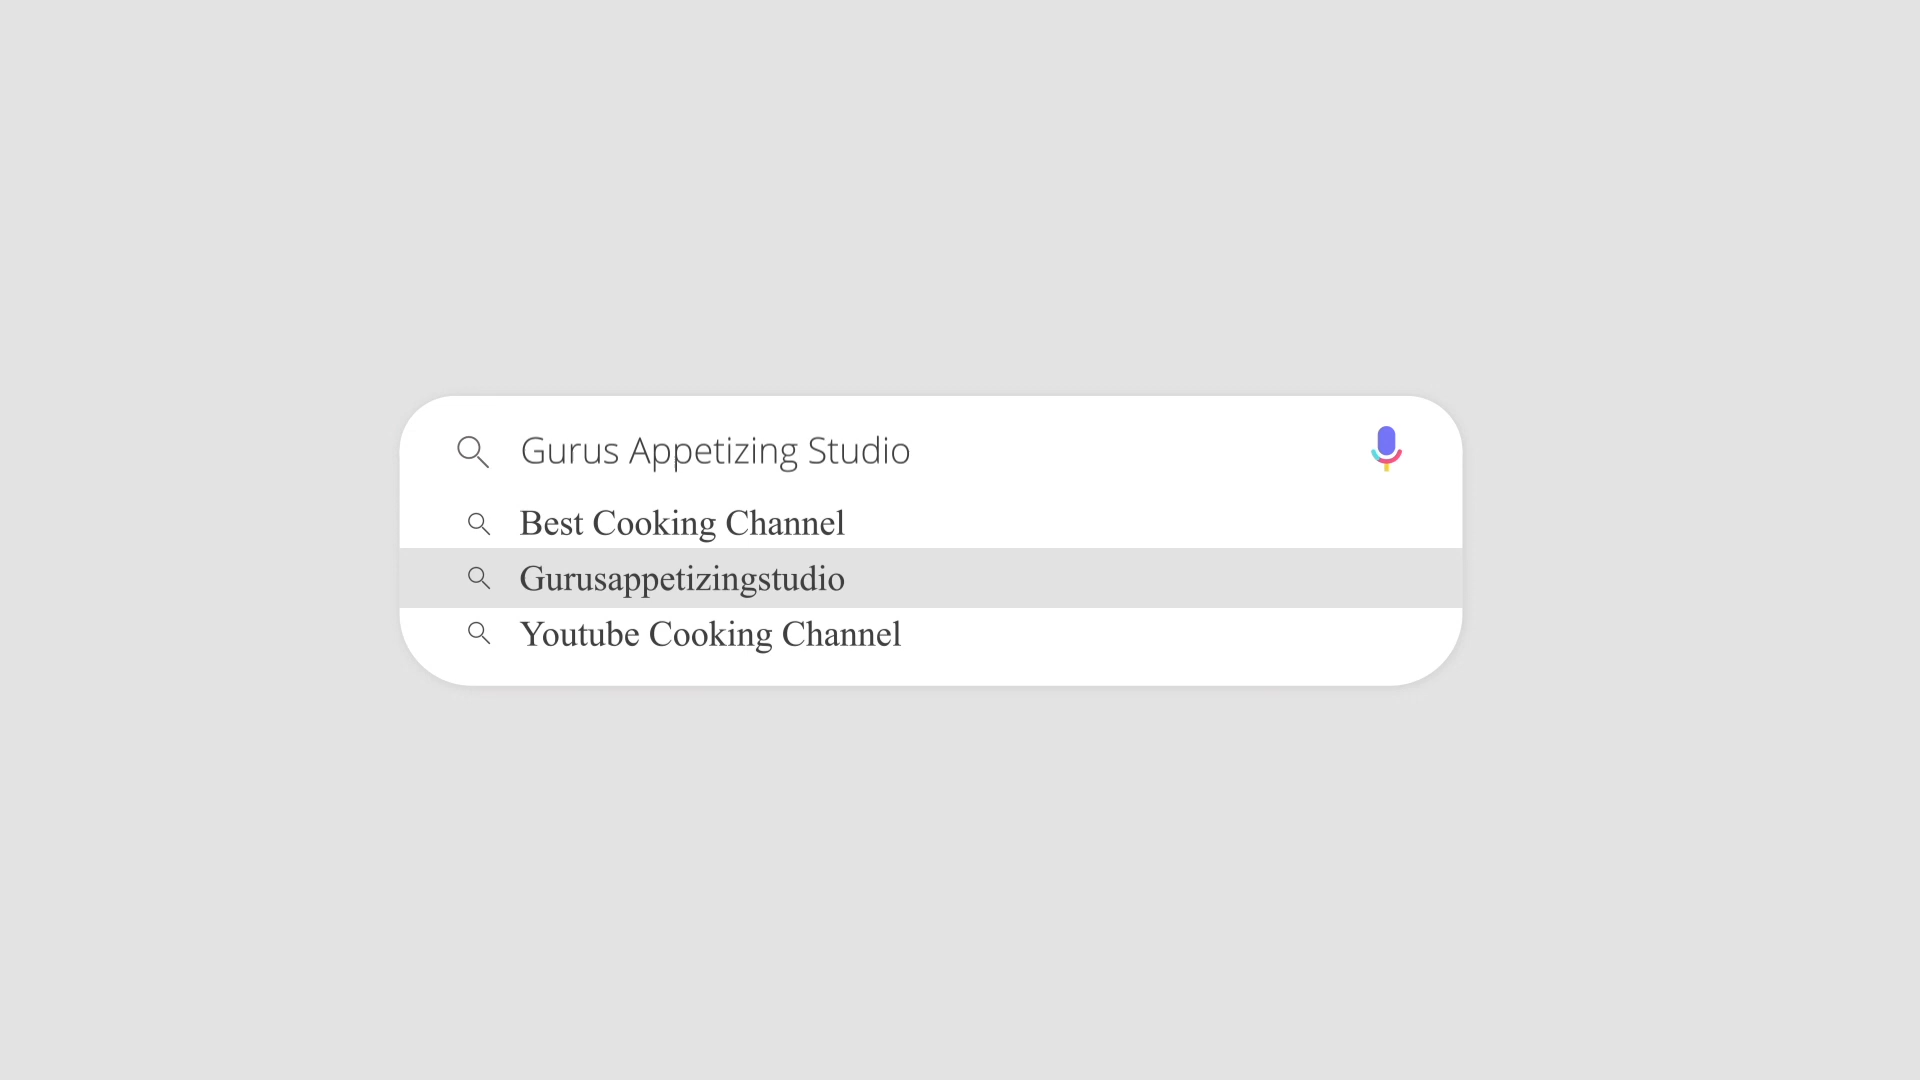 Gurus Appetizing Studio
Best Cooking Channel
Gurusappetizingstudio
Youtube Cooking Channel